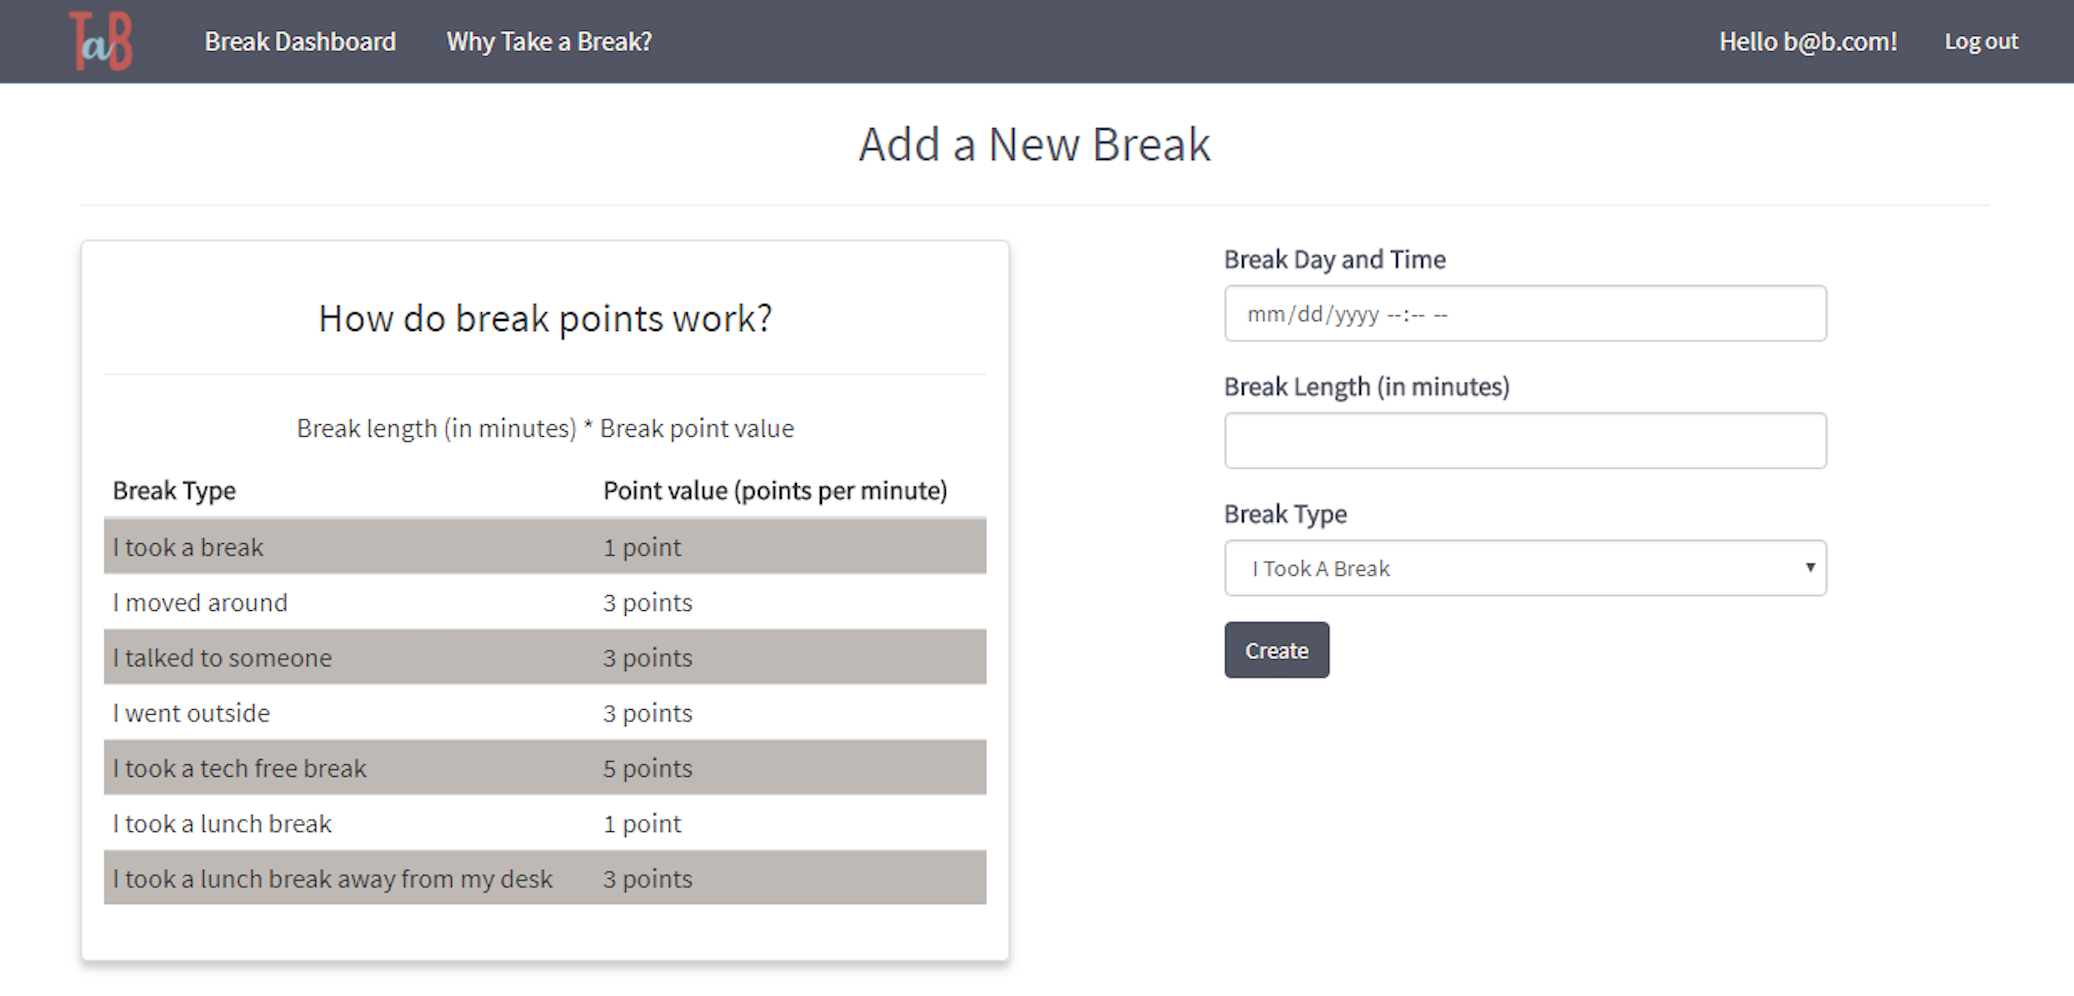 TaB
Break Dashboard
Why Take a Break?
Hello b@b.com!
Log out
Add a New Break
How do break points work?
Break length (in minutes) * Break point value
Break Type Point value (points per minute)
I took a break 1 point
I moved around 3 points
I talked to someone 3 points
I went outside 3 points
I took a tech free break 5 points
I took a lunch break 1 point
I took a lunch break away from my desk 3 points
Break Day and Time
mm/dd/yyyy --:-- --
Break Length (in minutes)
Break Type
I Took A Break
Create